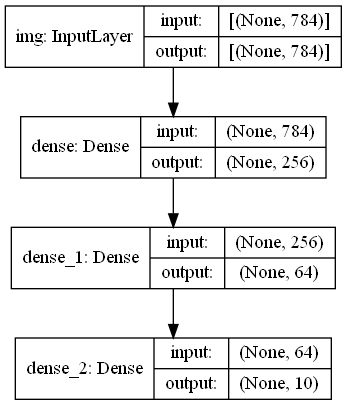 img: InputLayer
input: [(None, 784)]
output: [(None, 784)]
dense: Dense
input: (None, 784)
output: (None, 256)
dense_1: Dense
input: (None, 256)
output: (None, 64)
dense_2: Dense
input: (None, 64)
output: (None, 10)